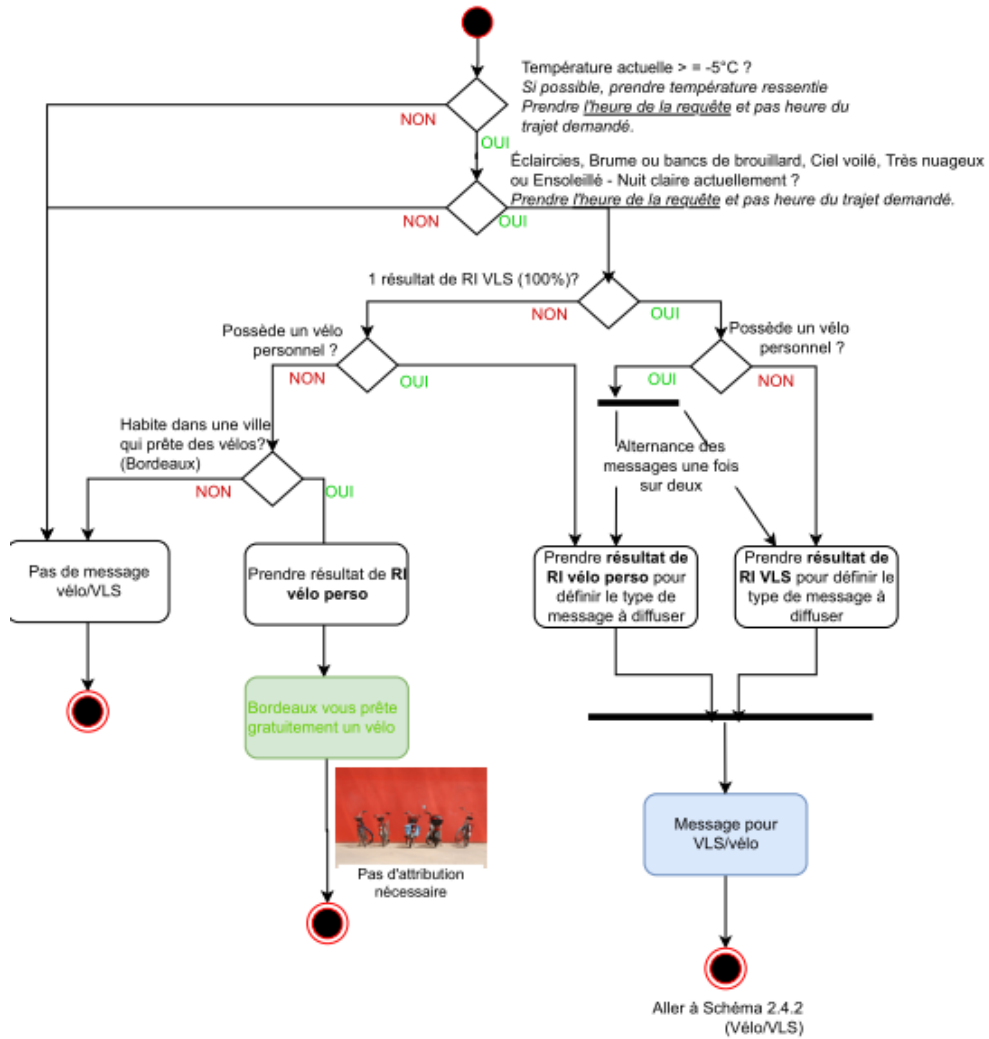 Température actuelle > = -5°C ?
Si possible, prendre température ressentie
Prendre l'heure de la requête et pas heure du
trajet demandé.
NON
OUI
Éclaircies, Brume ou bancs de brouillard, Ciel voilé, Très nuageux
ou Ensoleillé - Nuit claire actuellement ?
Prendre l'heure de la requête et pas heure du trajet demandé.
NON
OUI
1 résultat de RI VLS (100%)?
NON
OUI
Possède un vélo
personnel ?
NON
OUI
Possède un vélo
personnel ?
OUI
NON
Habite dans une ville
qui prête des vélos?
(Bordeaux)
NON
OUI
Alternance des
messages une fois
sur deux
Pas de message
vélo/VLS
Prendre résultat de RI
vélo perso
Prendre résultat de
RI vélo perso pour
définir le type de
message à diffuser
Prendre résultat de
RI VLS pour définir le
type de message à
diffuser
Bordeaux vous prête
gratuitement un vélo
Pas d'attribution
nécessaire
Message pour
VLS/vélo
Aller à Schéma 2.4.2
(Vélo/VLS)